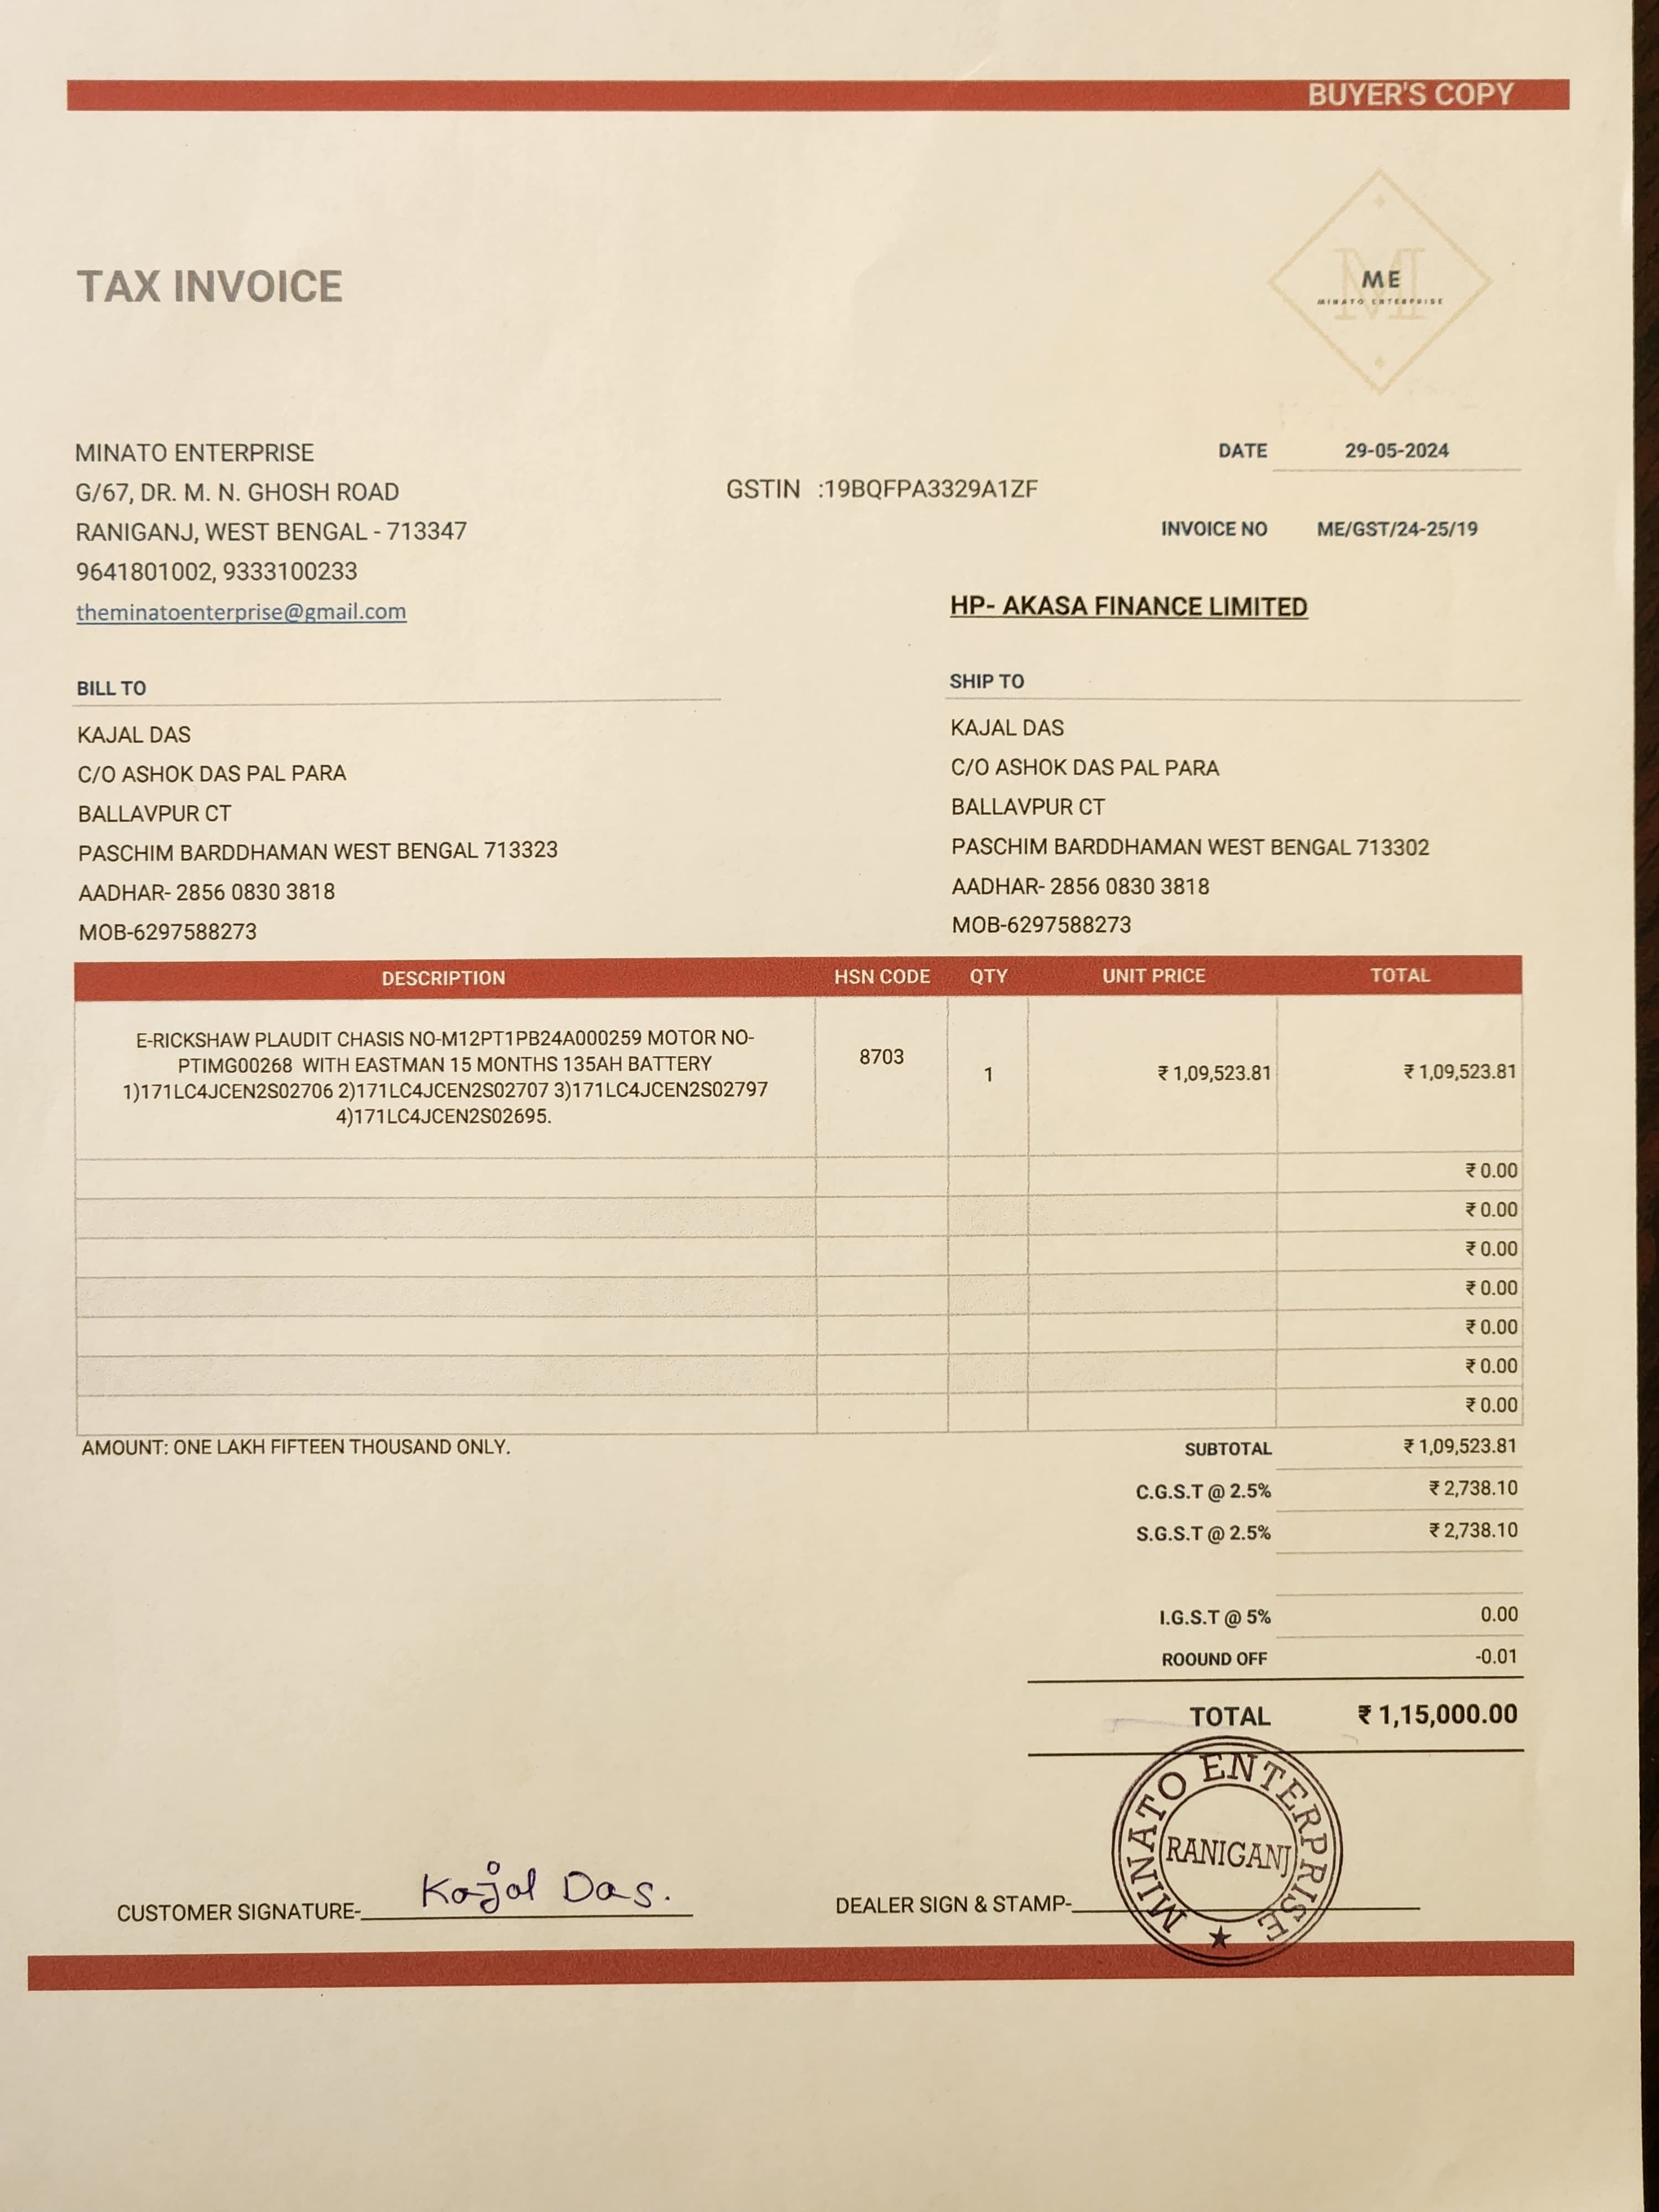 BUYER'S COPY
ME
MINATO ENTERPRISE
TAX INVOICE
MINATO ENTERPRISE
G/67, DR. M. N. GHOSH ROAD
RANIGANJ, WEST BENGAL - 713347
9641801002, 9333100233
theminatoenterprise@gmail.com
GSTIN :19BQFPA3329A1ZF
DATE 29-05-2024
INVOICE NO ME/GST/24-25/19
HP- AKASA FINANCE LIMITED
BILL TO
KAJAL DAS
C/O ASHOK DAS PAL PARA
BALLAVPUR CT
PASCHIM BARDDHAMAN WEST BENGAL 713323
AADHAR- 2856 0830 3818
MOB-6297588273
SHIP TO
KAJAL DAS
C/O ASHOK DAS PAL PARA
BALLAVPUR CT
PASCHIM BARDDHAMAN WEST BENGAL 713302
AADHAR- 2856 0830 3818
MOB-6297588273
DESCRIPTION HSN CODE QTY UNIT PRICE TOTAL
E-RICKSHAW PLAUDIT CHASIS NO-M12PT1PB24A000259 MOTOR NO-
PTIMG00268 WITH EASTMAN 15 MONTHS 135AH BATTERY
1)171LC4JCEN2S02706 2)171LC4JCEN2S02707 3)171LC4JCEN2S02797
4)171LC4JCEN2S02695.
8703 1 ₹ 1,09,523.81 ₹ 1,09,523.81
₹ 0.00
₹ 0.00
₹ 0.00
₹ 0.00
₹ 0.00
₹ 0.00
₹ 0.00
AMOUNT: ONE LAKH FIFTEEN THOUSAND ONLY.
SUBTOTAL ₹ 1,09,523.81
C.G.S.T @ 2.5% ₹ 2,738.10
S.G.S.T @ 2.5% ₹ 2,738.10
I.G.S.T @ 5% 0.00
ROOUND OFF -0.01
TOTAL ₹ 1,15,000.00
CUSTOMER SIGNATURE- Kajal Das.
DEALER SIGN & STAMP-
MINATO ENTERPRISE
RANIGANJ